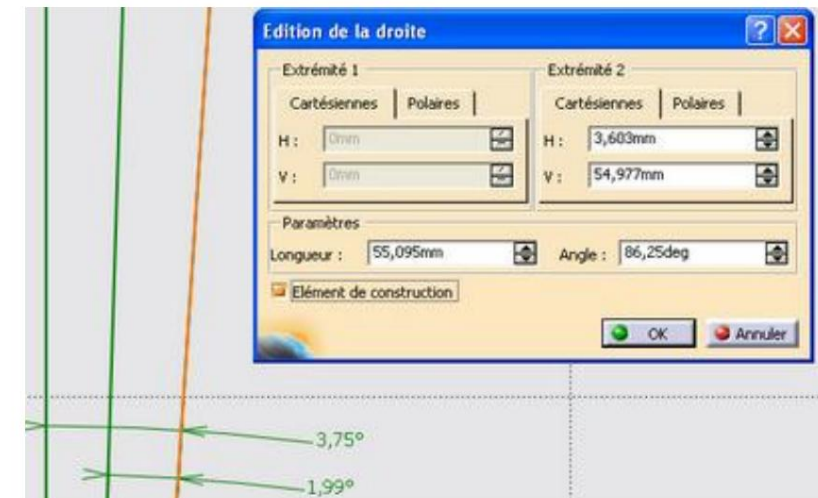 Edition de la droite
Extrémité 1
Extrémité 2
Cartésiennes Polaires
Cartésiennes Polaires
H : 0mm
H : 3,603mm
V : 0mm
V : 54,977mm
Paramètres
Longueur : 55,095mm Angle : 86,25deg
Elément de construction
OK Annuler
3,75°
1,99°